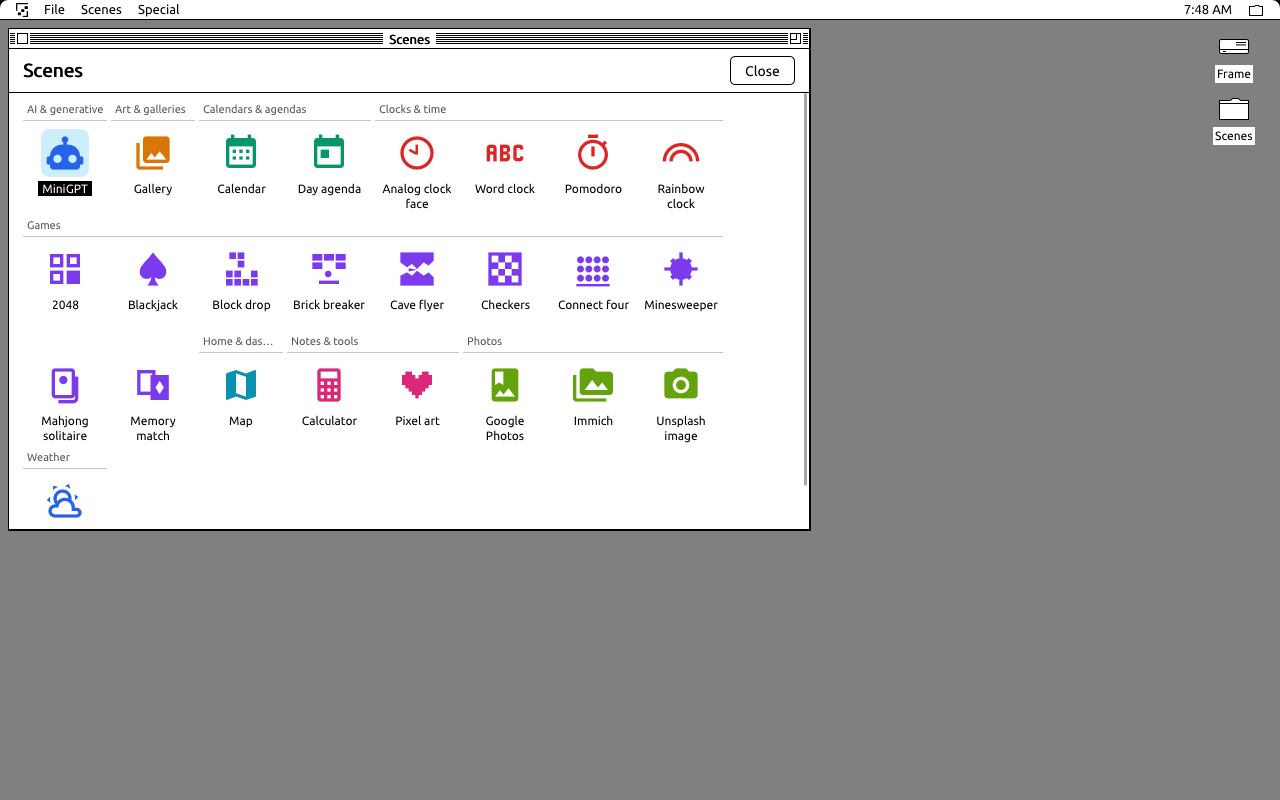 File Scenes Special 7:48 AM
Scenes
Scenes Close
AI & generative Art & galleries Calendars & agendas Clocks & time
MiniGPT Gallery Calendar Day agenda Analog clock face ABC Word clock Pomodoro Rainbow clock
Games
2048 Blackjack Block drop Brick breaker Cave flyer Checkers Connect four Minesweeper
Home & das… Notes & tools Photos
Mahjong solitaire Memory match Map Calculator Pixel art Google Photos Immich Unsplash image
Weather
Frame
Scenes